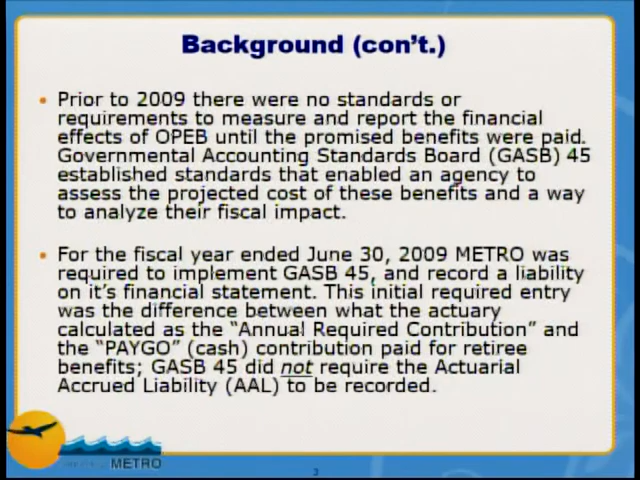 Background (con't.)
• Prior to 2009 there were no standards or
requirements to measure and report the financial
effects of OPEB until the promised benefits were paid.
Governmental Accounting Standards Board (GASB) 45
established standards that enabled an agency to
assess the projected cost of these benefits and a way
to analyze their fiscal impact.
• For the fiscal year ended June 30, 2009 METRO was
required to implement GASB 45, and record a liability
on it's financial statement. This initial required entry
was the difference between what the actuary
calculated as the "Annual Required Contribution" and
the "PAYGO" (cash) contribution paid for retiree
benefits; GASB 45 did not require the Actuarial
Accrued Liability (AAL) to be recorded.
METRO
3